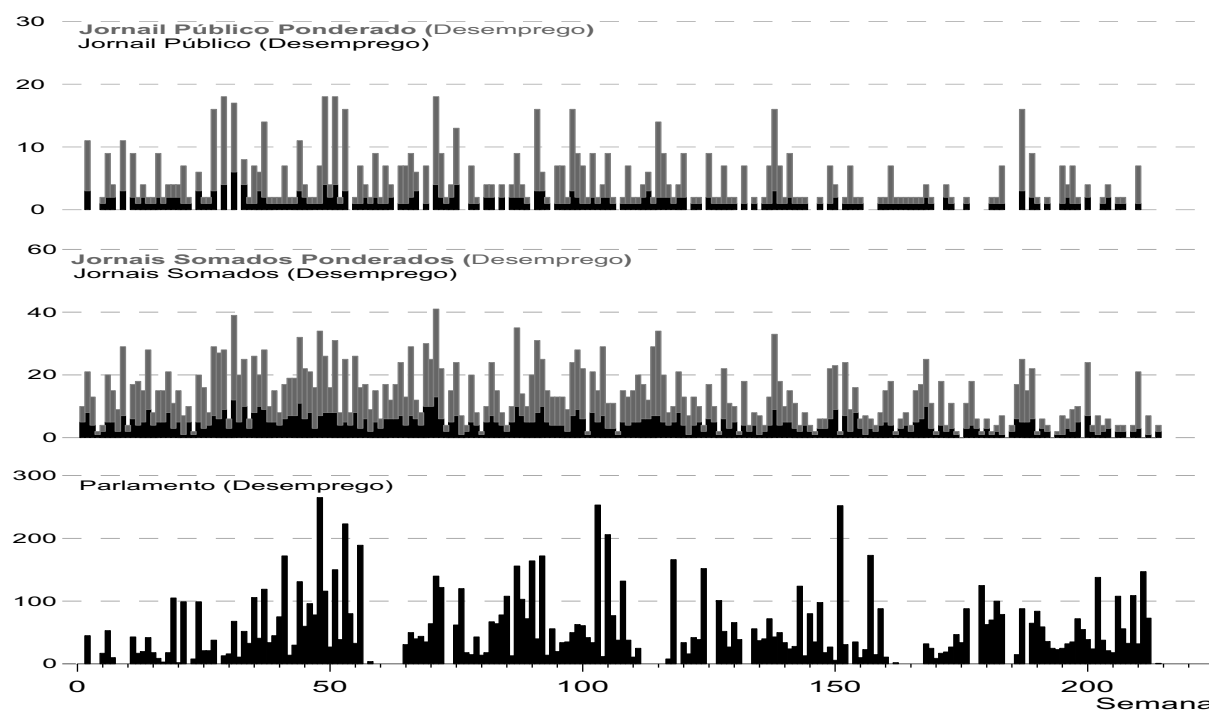 30
Jornail Público Ponderado (Desemprego)
Jornail Público (Desemprego)
20
10
0
60
Jornais Somados Ponderados (Desemprego)
Jornais Somados (Desemprego)
40
20
0
300
Parlamento (Desemprego)
200
100
0
0 50 100 150 200
Semana